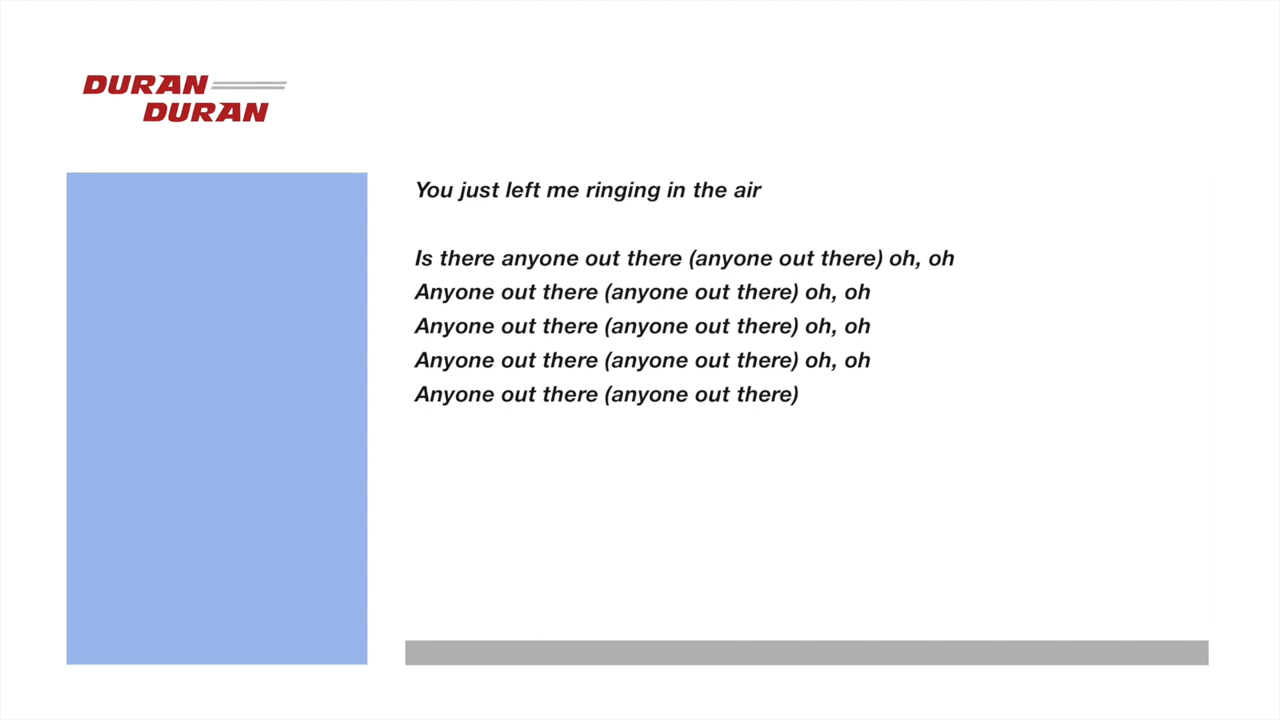 DURAN
DURAN
You just left me ringing in the air
Is there anyone out there (anyone out there) oh, oh
Anyone out there (anyone out there) oh, oh
Anyone out there (anyone out there) oh, oh
Anyone out there (anyone out there) oh, oh
Anyone out there (anyone out there)